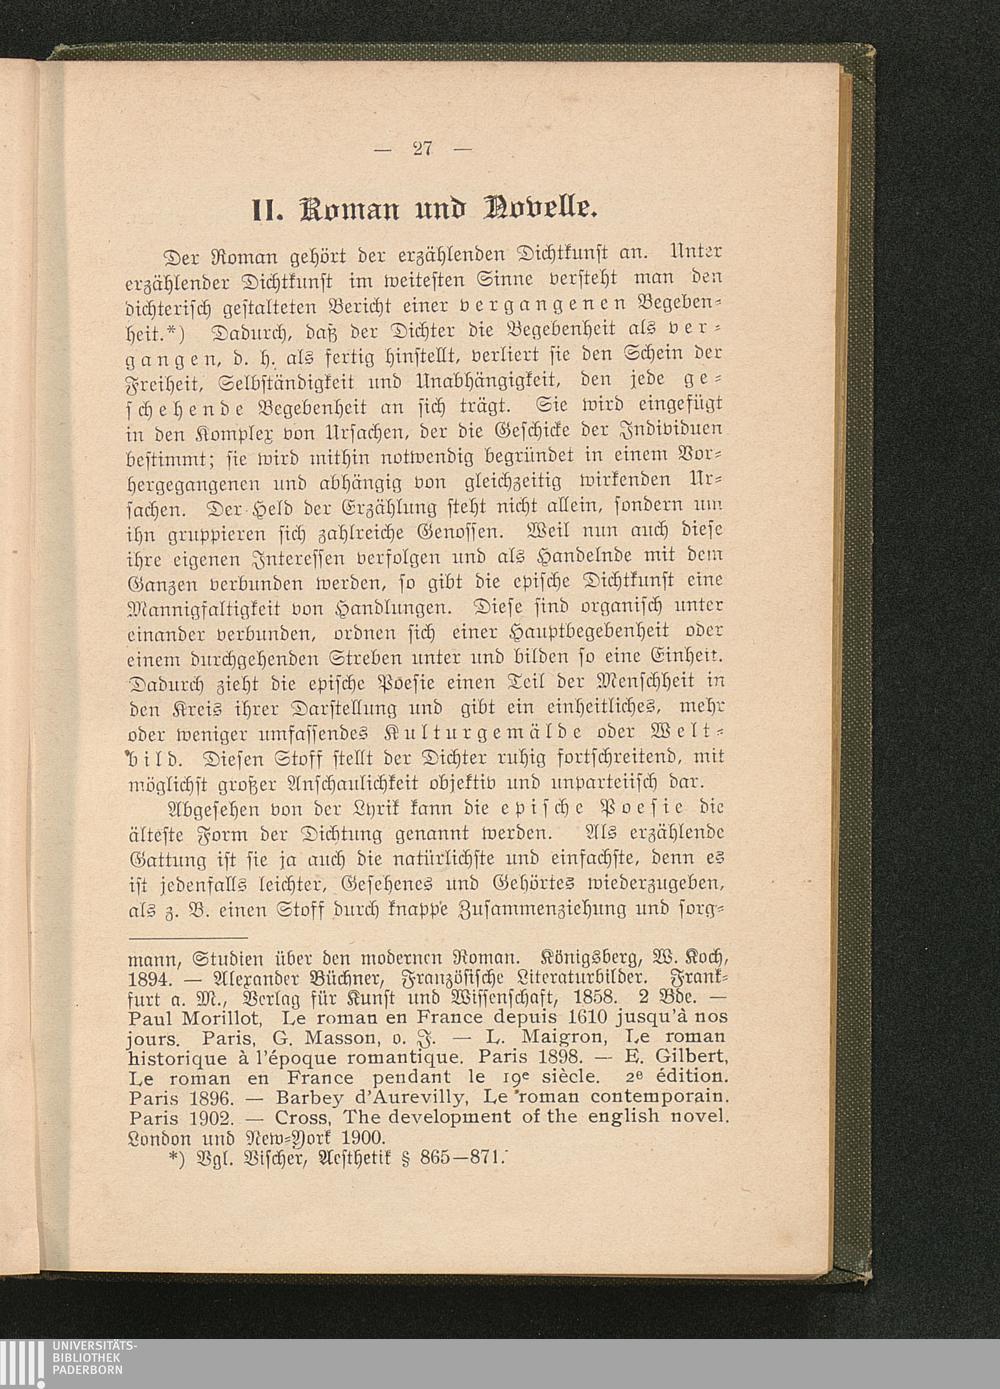 — 27 —
II. Roman und Novelle.
Der Roman gehört der erzählenden Dichtkunst an. Unter
erzählender Dichtkunst im weitesten Sinne versteht man den
dichterisch gestalteten Bericht einer vergangenen Begeben-
heit.*) Dadurch, daß der Dichter die Begebenheit als ver-
gangen, d. h. als fertig hinstellt, verliert sie den Schein der
Freiheit, Selbständigkeit und Unabhängigkeit, den jede ge-
schehende Begebenheit an sich trägt. Sie wird eingefügt
in den Komplex von Ursachen, der die Geschicke der Individuen
bestimmt; sie wird mithin notwendig begründet in einem Vor-
hergegangenen und abhängig von gleichzeitig wirkenden Ur-
sachen. Der Held der Erzählung steht nicht allein, sondern um
ihn gruppieren sich zahlreiche Genossen. Weil nun auch diese
ihre eigenen Interessen verfolgen und als Handelnde mit dem
Ganzen verbunden werden, so gibt die epische Dichtkunst eine
Mannigfaltigkeit von Handlungen. Diese sind organisch unter
einander verbunden, ordnen sich einer Hauptbegebenheit oder
einem durchgehenden Streben unter und bilden so eine Einheit.
Dadurch zieht die epische Poesie einen Teil der Menschheit in
den Kreis ihrer Darstellung und gibt ein einheitliches, mehr
oder weniger umfassendes Kulturgemälde oder Welt-
bild. Diesen Stoff stellt der Dichter ruhig fortschreitend, mit
möglichst großer Anschaulichkeit objektiv und unparteiisch dar.
Abgesehen von der Lyrik kann die epische Poesie die
älteste Form der Dichtung genannt werden. Als erzählende
Gattung ist sie ja auch die natürlichste und einfachste, denn es
ist jedenfalls leichter, Gesehenes und Gehörtes wiederzugeben,
als z. B. einen Stoff durch knappe Zusammenziehung und sorg-
mann, Studien über den modernen Roman. Königsberg, W. Koch,
1894. — Alexander Büchner, Französische Literaturbilder. Frank-
furt a. M., Verlag für Kunst und Wissenschaft, 1858. 2 Bde. —
Paul Morillot, Le roman en France depuis 1610 jusqu'à nos
jours. Paris, G. Masson, o. J. — L. Maigron, Le roman
historique à l'époque romantique. Paris 1898. — E. Gilbert,
Le roman en France pendant le 19e siècle. 2e édition.
Paris 1896. — Barbey d'Aurevilly, Le roman contemporain.
Paris 1902. — Cross, The development of the english novel.
London und New-York 1900.
*) Vgl. Vischer, Aesthetik § 865—871.
UNIVERSITÄTS-
BIBLIOTHEK
PADERBORN